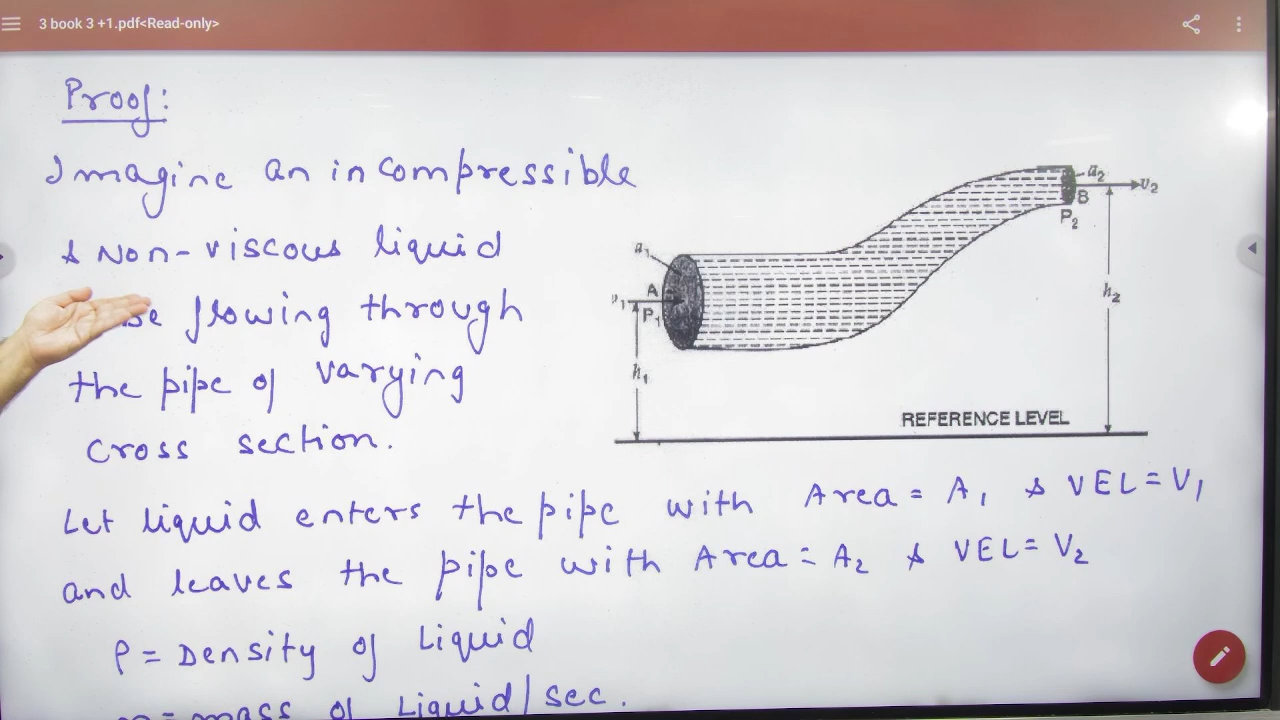 3 book 3 +1.pdf<Read-only>
Proof:
Imagine an incompressible
& Non-viscous liquid
be flowing through
the pipe of varying
cross section.
a₁
A
v₁
P₁
h₁
a₂
v₂
B
P₂
h₂
REFERENCE LEVEL
Let liquid enters the pipe with Area = A₁ & VEL = V₁
and leaves the pipe with Area = A₂ & VEL = V₂
ρ = Density of Liquid
m = mass of Liquid/sec.